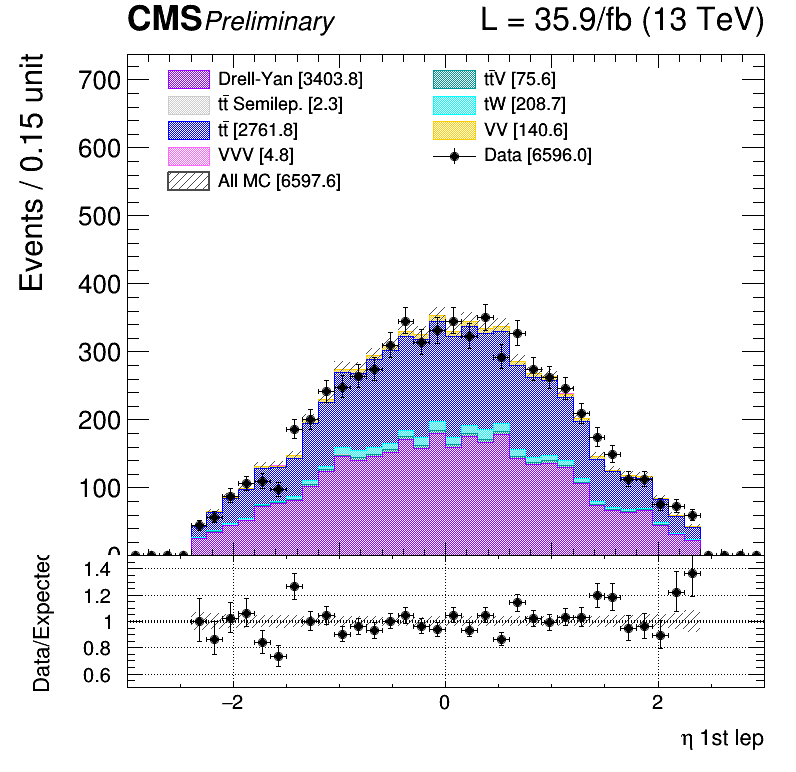 CMS Preliminary L = 35.9/fb (13 TeV)
Events / 0.15 unit
700
600
500
400
300
200
100
0
Drell-Yan [3403.8]
tt̄ Semilep. [2.3]
tt̄ [2761.8]
VVV [4.8]
All MC [6597.6]
tt̄V [75.6]
tW [208.7]
VV [140.6]
Data [6596.0]
Data/Expected
1.4
1.2
1
0.8
0.6
−2 0 2
η 1st lep